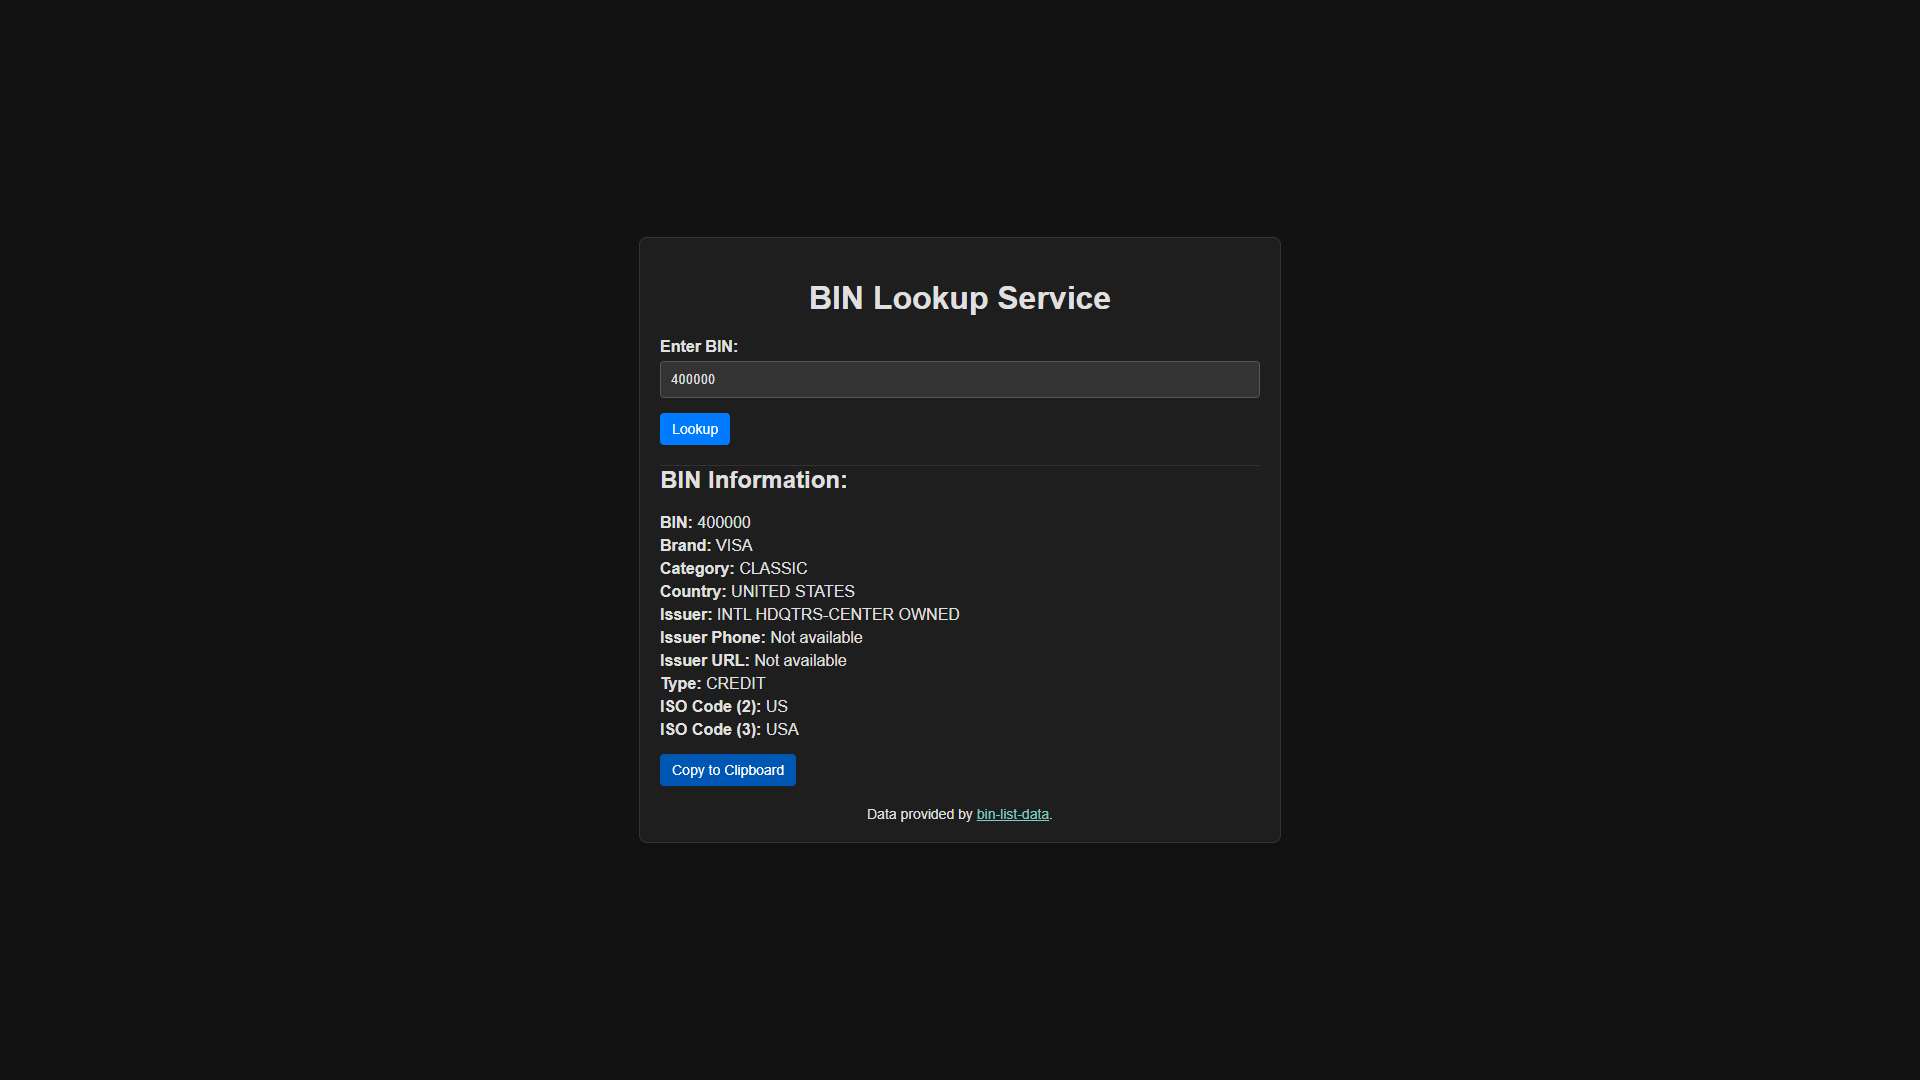 BIN Lookup Service
Enter BIN:
400000
Lookup
BIN Information:
BIN: 400000
Brand: VISA
Category: CLASSIC
Country: UNITED STATES
Issuer: INTL HDQTRS-CENTER OWNED
Issuer Phone: Not available
Issuer URL: Not available
Type: CREDIT
ISO Code (2): US
ISO Code (3): USA
Copy to Clipboard
Data provided by bin-list-data.